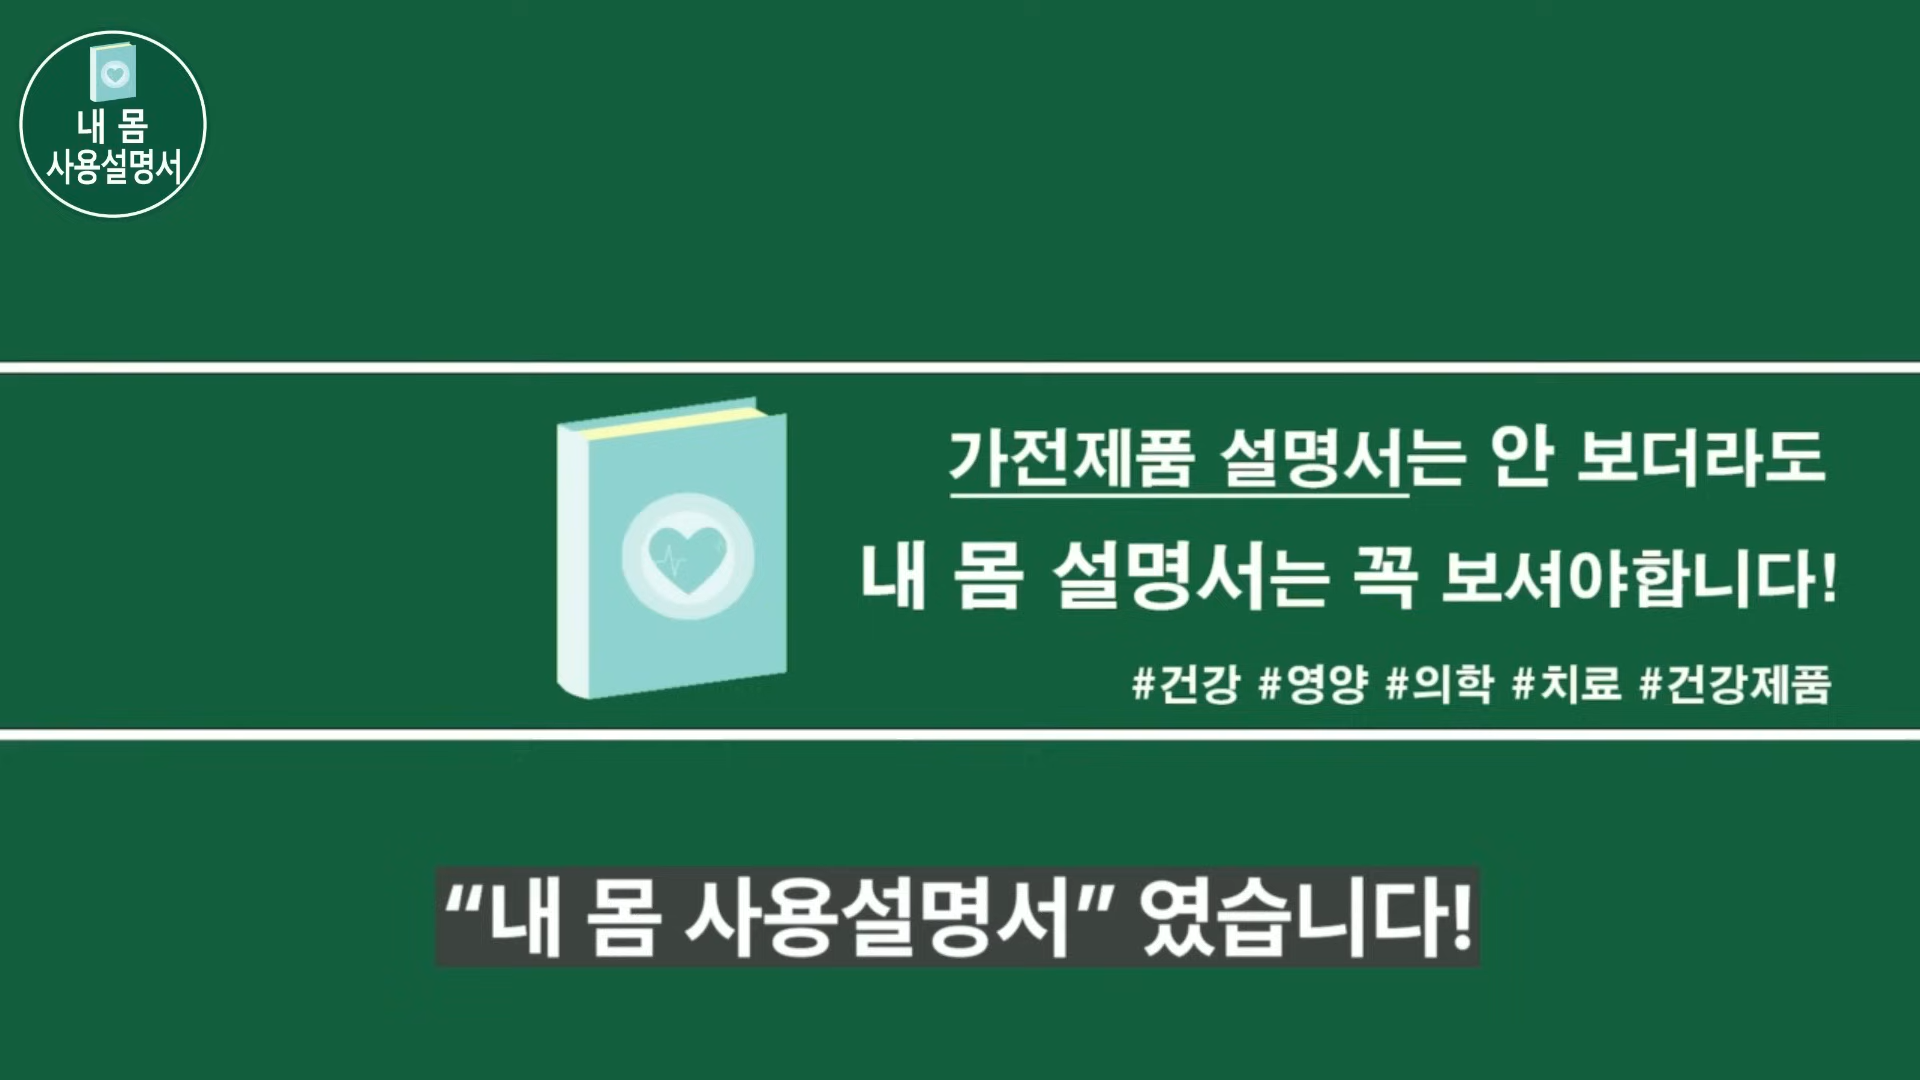 내 몸
사용설명서
가전제품 설명서는 안 보더라도
내 몸 설명서는 꼭 보셔야합니다!
#건강 #영양 #의학 #치료 #건강제품
“내 몸 사용설명서” 였습니다!